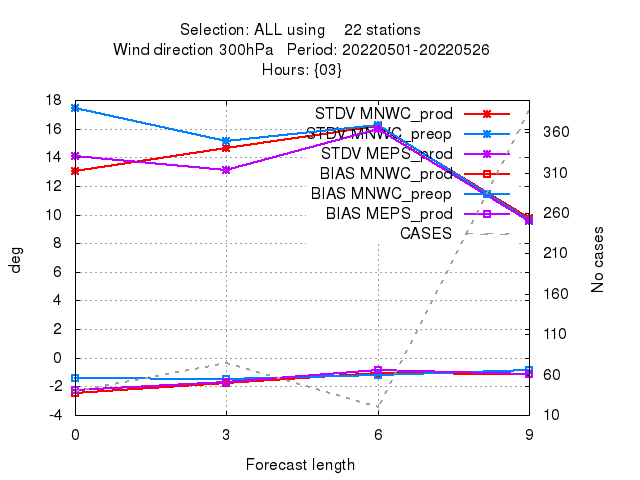 Selection: ALL using 22 stations
Wind direction 300hPa Period: 20220501-20220526
Hours: {03}
STDV MNWC_prod
STDV MNWC_preop
STDV MEPS_prod
BIAS MNWC_prod
BIAS MNWC_preop
BIAS MEPS_prod
CASES
deg
18
16
14
12
10
8
6
4
2
0
-2
-4
360
310
260
210
160
110
60
10
No cases
0
3
6
9
Forecast length